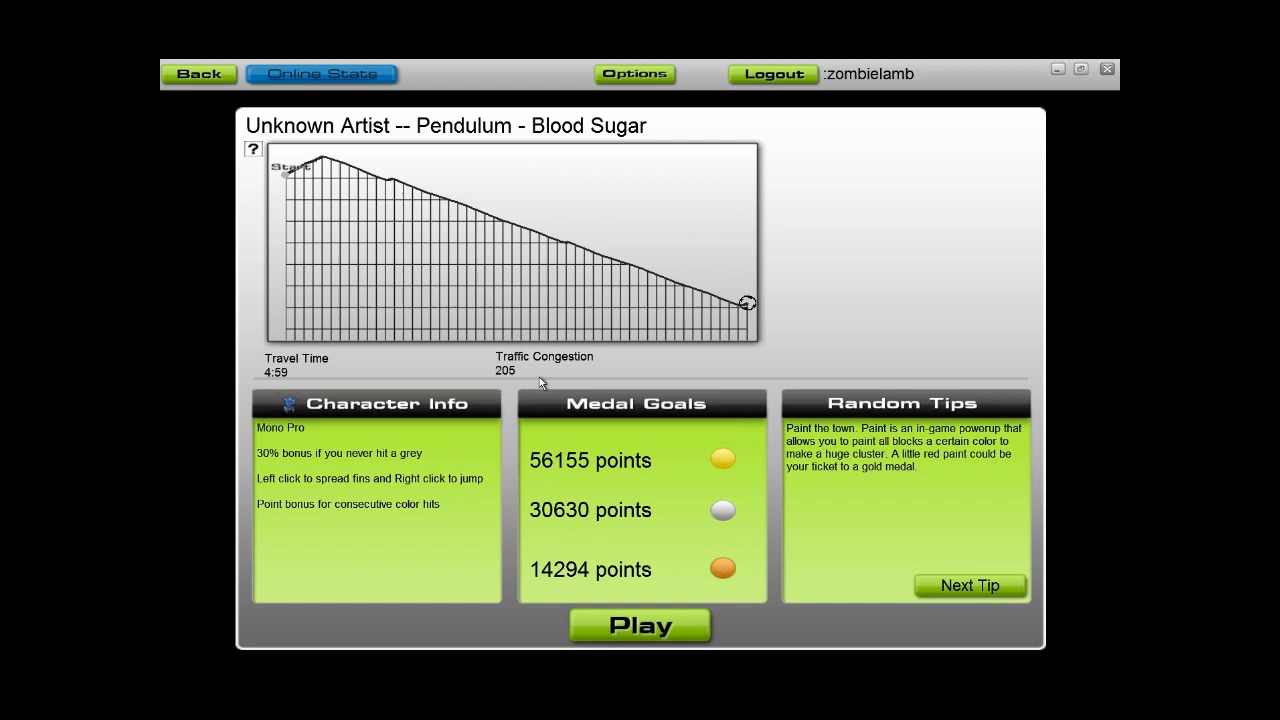 Back
Online Stats
Options
Logout
:zombielamb
Unknown Artist -- Pendulum - Blood Sugar
?
Start
Travel Time
4:59
Traffic Congestion
205
Character Info
Mono Pro
30% bonus if you never hit a grey
Left click to spread fins and Right click to jump
Point bonus for consecutive color hits
Medal Goals
56155 points
30630 points
14294 points
Random Tips
Paint the town. Paint is an in-game powerup that
allows you to paint all blocks a certain color to
make a huge cluster. A little red paint could be
your ticket to a gold medal.
Next Tip
Play